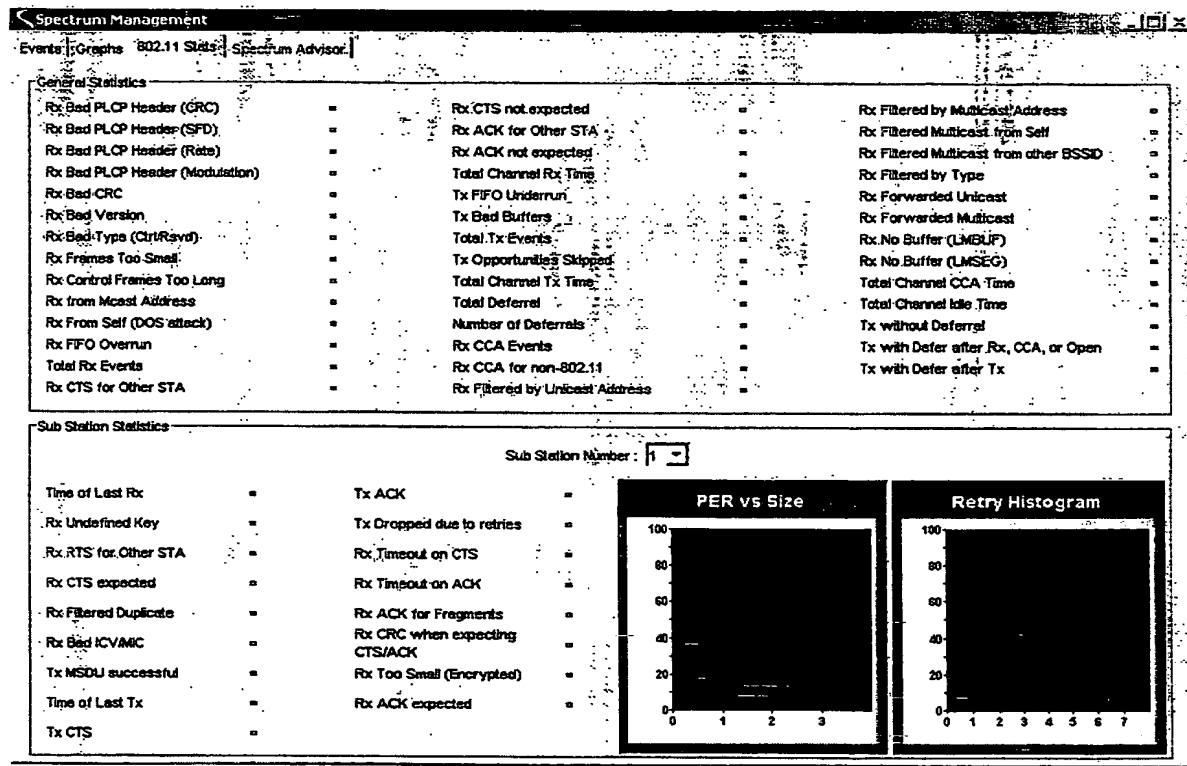 Spectrum Management
Events Graphs 802.11 Stats Spectrum Advisor
General Statistics
Rx Bad PLCP Header (CRC)
Rx Bad PLCP Header (SFD)
Rx Bad PLCP Header (Rate)
Rx Bad PLCP Header (Modulation)
Rx Bad CRC
Rx Bad Version
Rx Bad Type (Ctrl/Rsvd)
Rx Frames Too Small
Rx Control Frames Too Long
Rx from Mcast Address
Rx From Self (DOS attack)
Rx FIFO Overrun
Total Rx Events
Rx CTS for Other STA
Rx CTS not expected
Rx ACK for Other STA
Rx ACK not expected
Total Channel Rx Time
Tx FIFO Underrun
Tx Bad Buffers
Total Tx Events
Tx Opportunities Skipped
Total Channel Tx Time
Total Deferral
Number of Deferrals
Rx CCA Events
Rx CCA for non-802.11
Rx Filtered by Unicast Address
Rx Filtered by Multicast Address
Rx Filtered Multicast from Self
Rx Filtered Multicast from other BSSID
Rx Filtered by Type
Rx Forwarded Unicast
Rx Forwarded Multicast
Rx No Buffer (LMBUF)
Rx No Buffer (LMSEG)
Total Channel CCA Time
Total Channel Idle Time
Tx without Deferral
Tx with Defer after Rx, CCA, or Open
Tx with Defer after Tx
Sub Station Statistics
Sub Station Number : 1
Time of Last Rx
Rx Undefined Key
Rx RTS for Other STA
Rx CTS expected
Rx Filtered Duplicate
Rx Bad ICV/MIC
Tx MSDU successful
Time of Last Tx
Tx CTS
Tx ACK
Tx Dropped due to retries
Rx Timeout on CTS
Rx Timeout on ACK
Rx ACK for Fragments
Rx CRC when expecting
CTS/ACK
Rx Too Small (Encrypted)
Rx ACK expected
PER vs Size
100
80
60
40
20
0
0 1 2 3
Retry Histogram
100
80
60
40
20
0
0 1 2 3 4 5 6 7